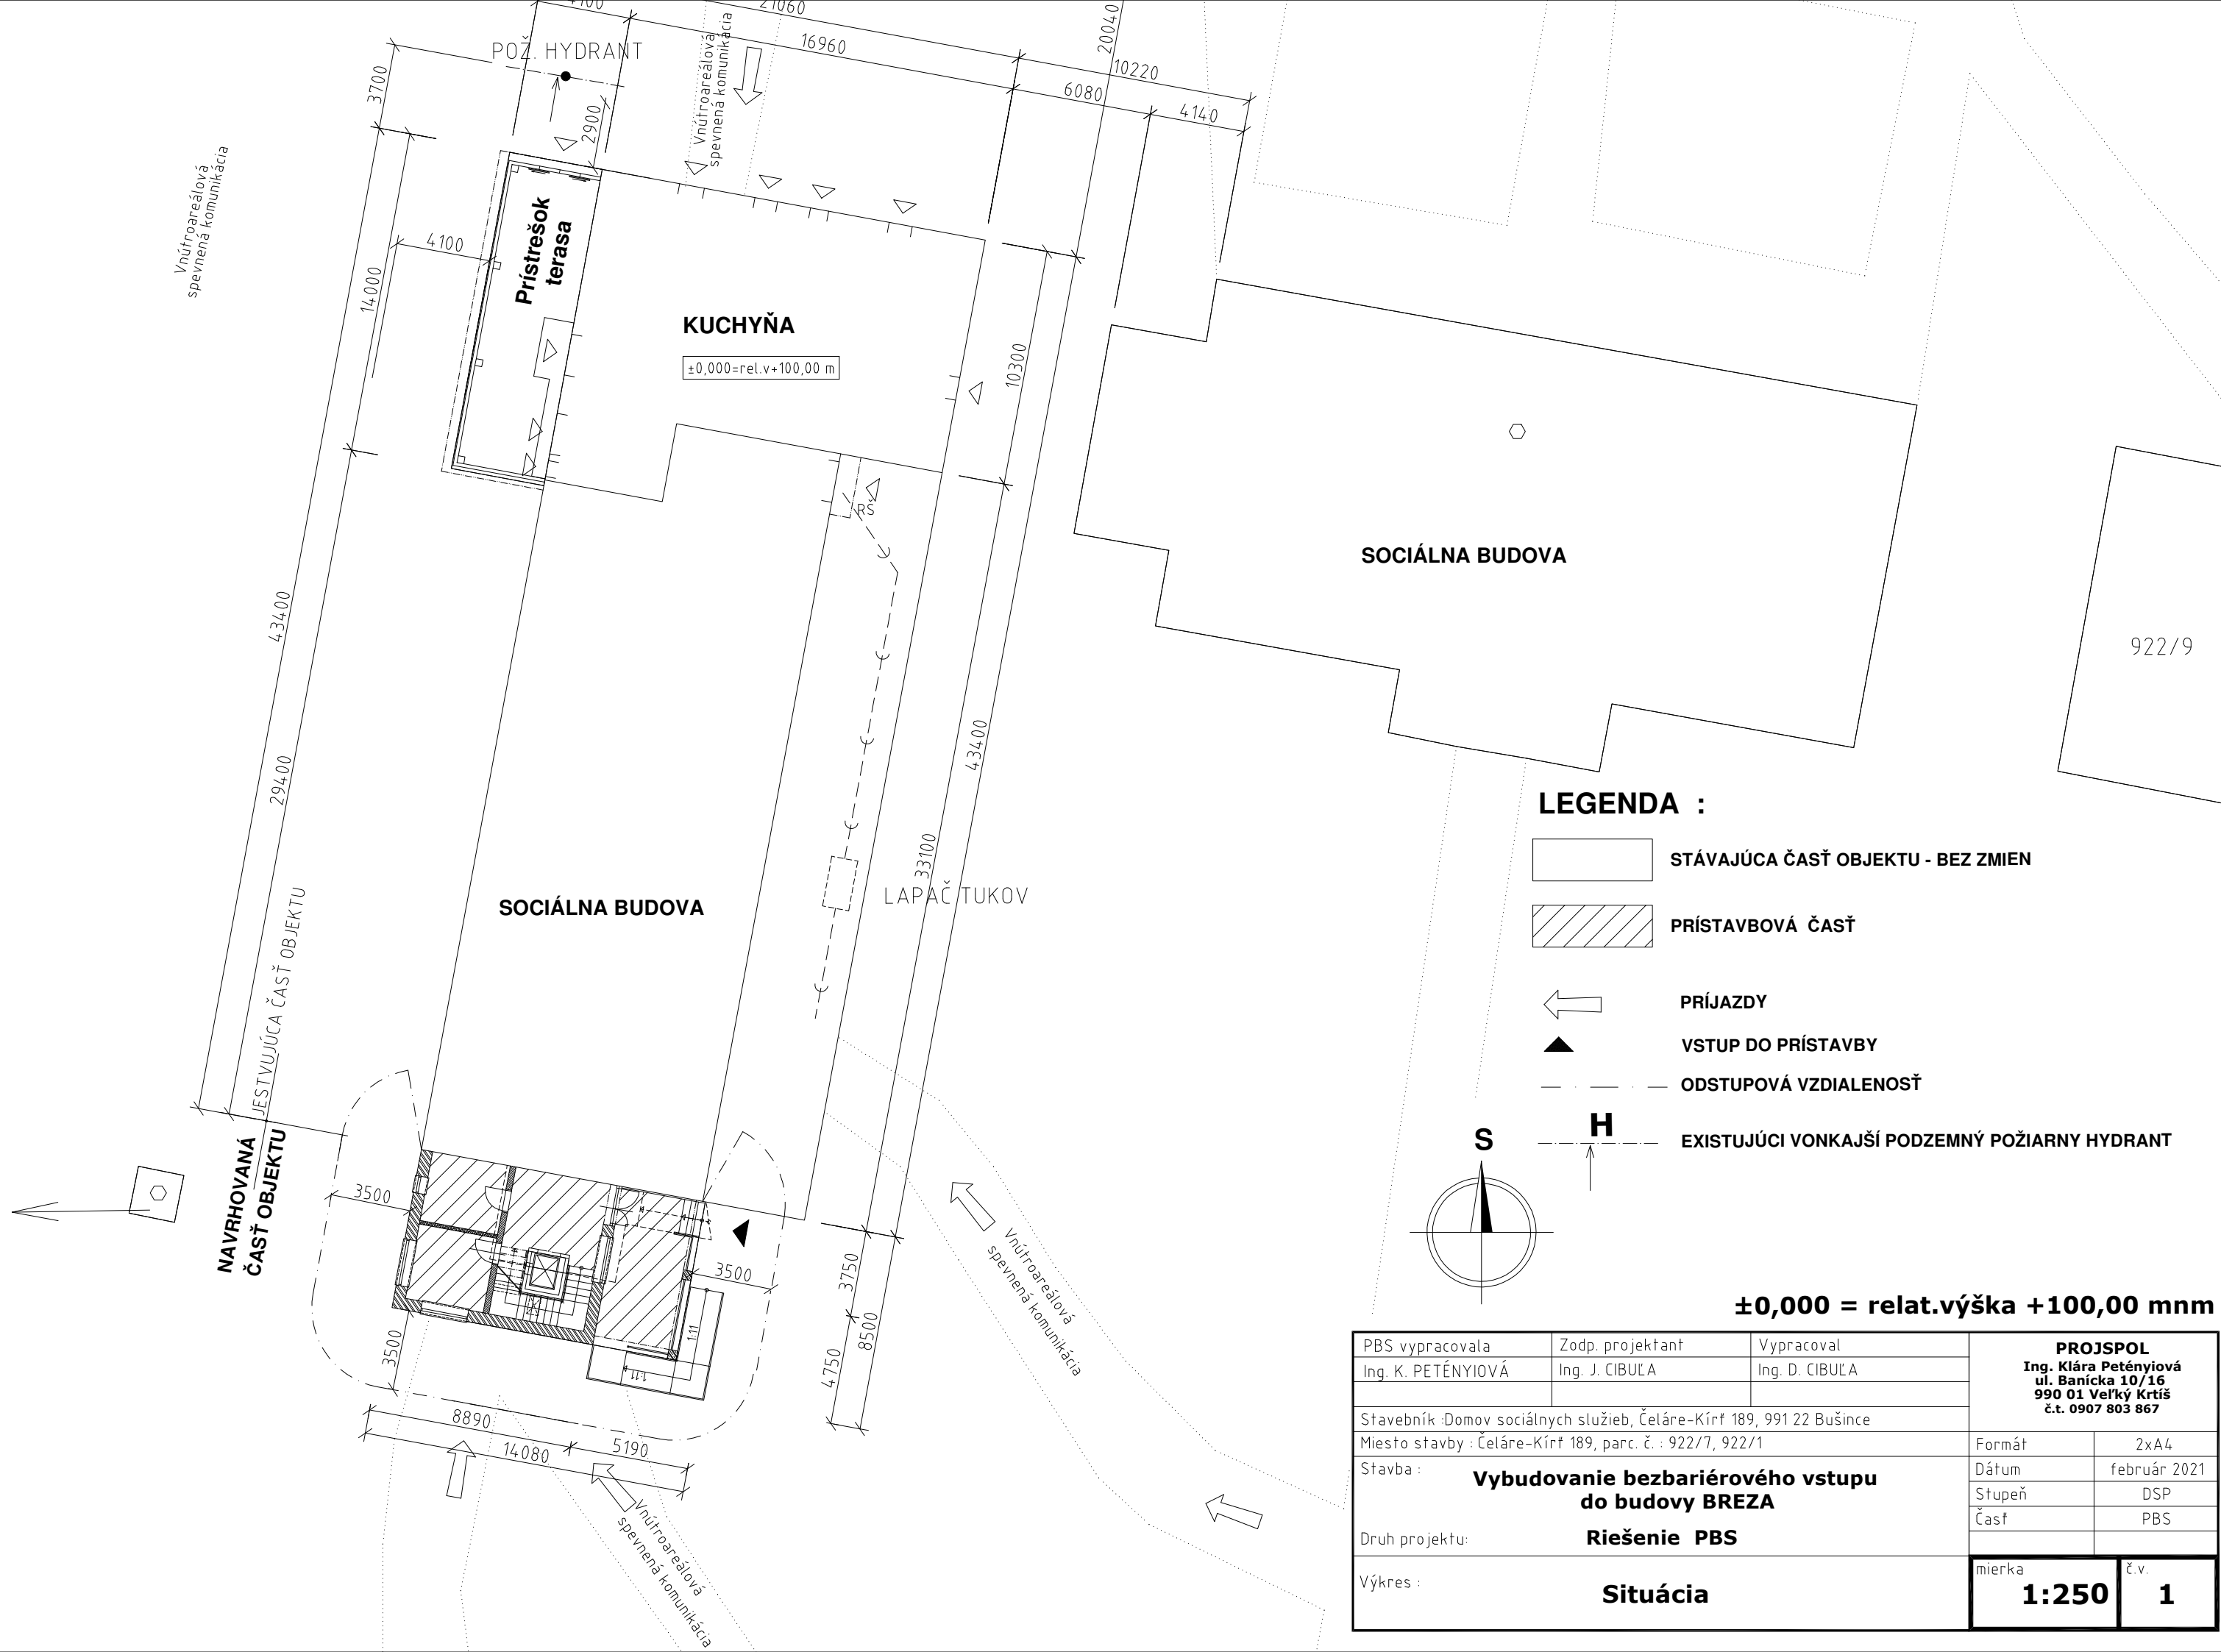 4100
21060
16960
20040
10220
6080
4140
POŽ. HYDRANT
3700
2900
Vnútroareálová
spevnená komunikácia
Vnútroareálová
spevnená komunikácia
14000
4100
Prístrešok
terasa
KUCHYŇA
±0,000=rel.v+100,00 m
10300
RŠ
SOCIÁLNA BUDOVA
922/9
43400
29400
43400
33100
LAPAČ TUKOV
SOCIÁLNA BUDOVA
JESTVUJÚCA ČASŤ OBJEKTU
NAVRHOVANÁ
ČASŤ OBJEKTU
3500
3500
3500
3750
4750
8500
1:11
1:11
8890
5190
14080
Vnútroareálová
spevnená komunikácia
Vnútroareálová
spevnená komunikácia
LEGENDA :
STÁVAJÚCA ČASŤ OBJEKTU - BEZ ZMIEN
PRÍSTAVBOVÁ ČASŤ
PRÍJAZDY
VSTUP DO PRÍSTAVBY
ODSTUPOVÁ VZDIALENOSŤ
H
EXISTUJÚCI VONKAJŠÍ PODZEMNÝ POŽIARNY HYDRANT
S
±0,000 = relat.výška +100,00 mnm
PBS vypracovala
Zodp. projektant
Vypracoval
Ing. K. PETÉNYIOVÁ
Ing. J. CIBUĽA
Ing. D. CIBUĽA
PROJSPOL
Ing. Klára Petényiová
ul. Banícka 10/16
990 01 Veľký Krtíš
č.t. 0907 803 867
Stavebník :Domov sociálnych služieb, Čeláre-Kírť 189, 991 22 Bušince
Miesto stavby : Čeláre-Kírť 189, parc. č. : 922/7, 922/1
Formát 2xA4
Dátum február 2021
Stupeň DSP
Časť PBS
Stavba :
Vybudovanie bezbariérového vstupu
do budovy BREZA
Druh projektu: Riešenie PBS
Výkres : Situácia
mierka
1:250
č.v.
1